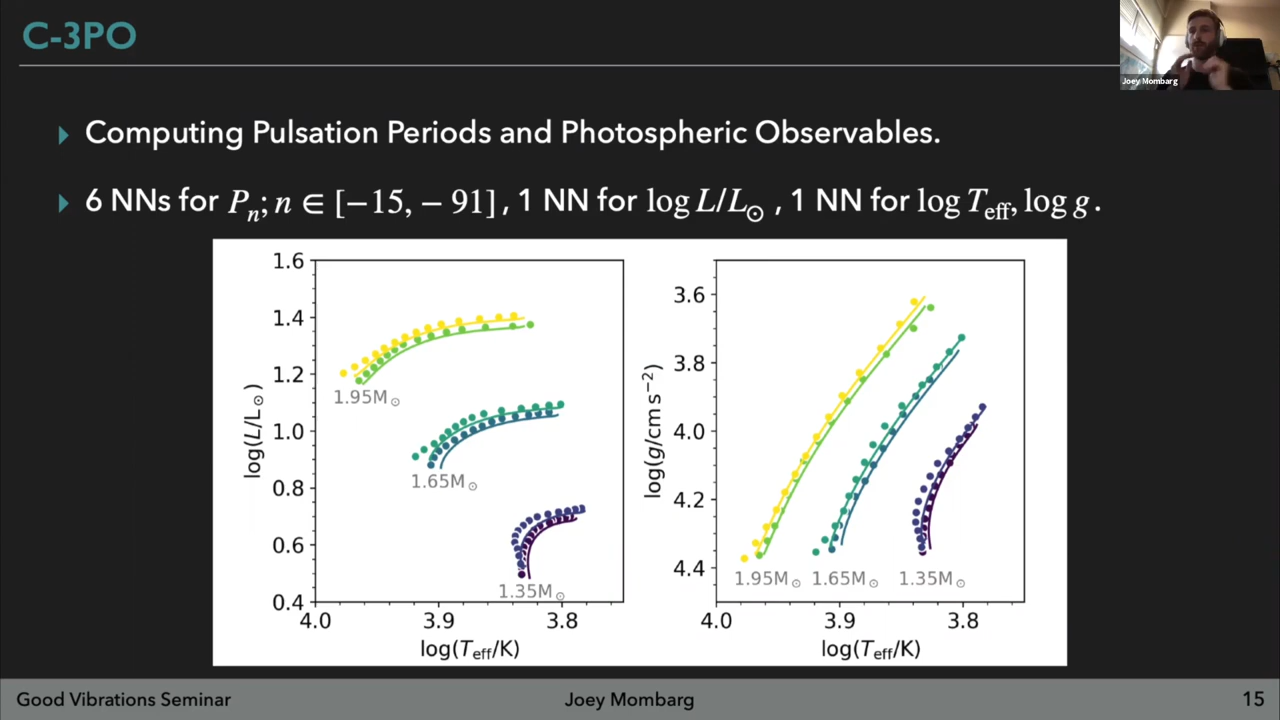 C-3PO
Joey Mombarg
Computing Pulsation Periods and Photospheric Observables.
6 NNs for Pₙ; n ∈ [−15, − 91], 1 NN for log L/L⊙ , 1 NN for log T_eff, log g.
1.6
1.4
1.2
1.0
0.8
0.6
0.4
log(L/L⊙)
1.95M⊙
1.65M⊙
1.35M⊙
4.0 3.9 3.8
log(T_eff/K)
3.6
3.8
4.0
4.2
4.4
log(g/cm s⁻²)
1.95M⊙ 1.65M⊙ 1.35M⊙
4.0 3.9 3.8
log(T_eff/K)
Good Vibrations Seminar Joey Mombarg 15